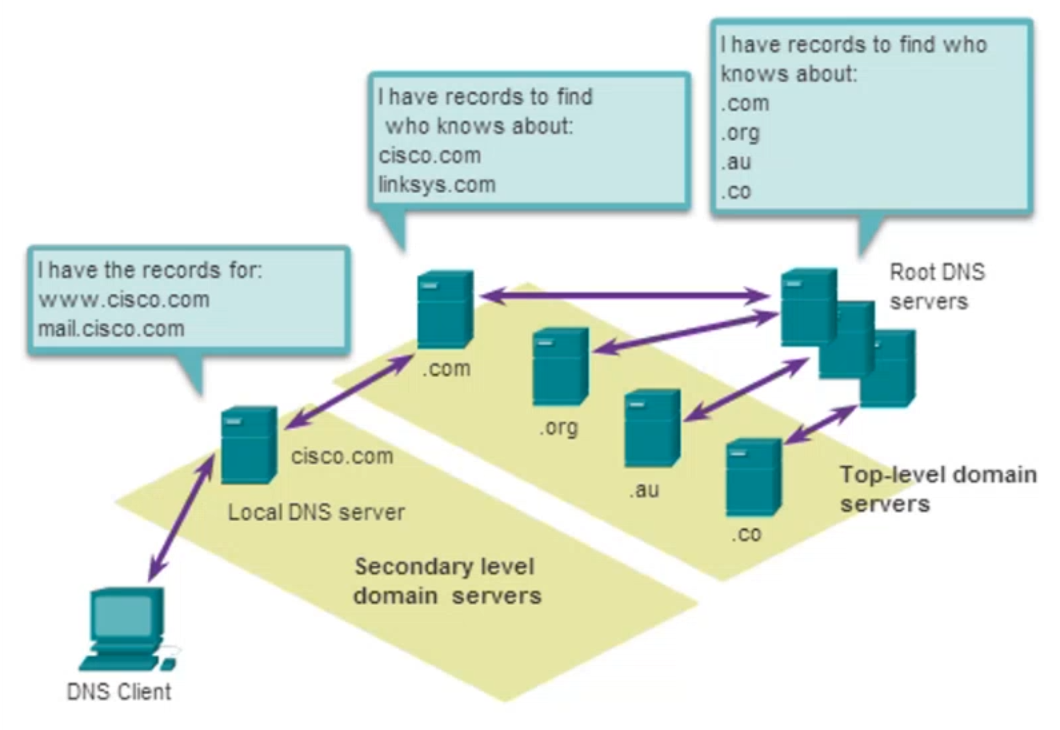 I have records to find who
knows about:
.com
.org
.au
.co
I have records to find
who knows about:
cisco.com
linksys.com
I have the records for:
www.cisco.com
mail.cisco.com
Root DNS
servers
.com
.org
.au
.co
Top-level domain
servers
cisco.com
Local DNS server
Secondary level
domain servers
DNS Client